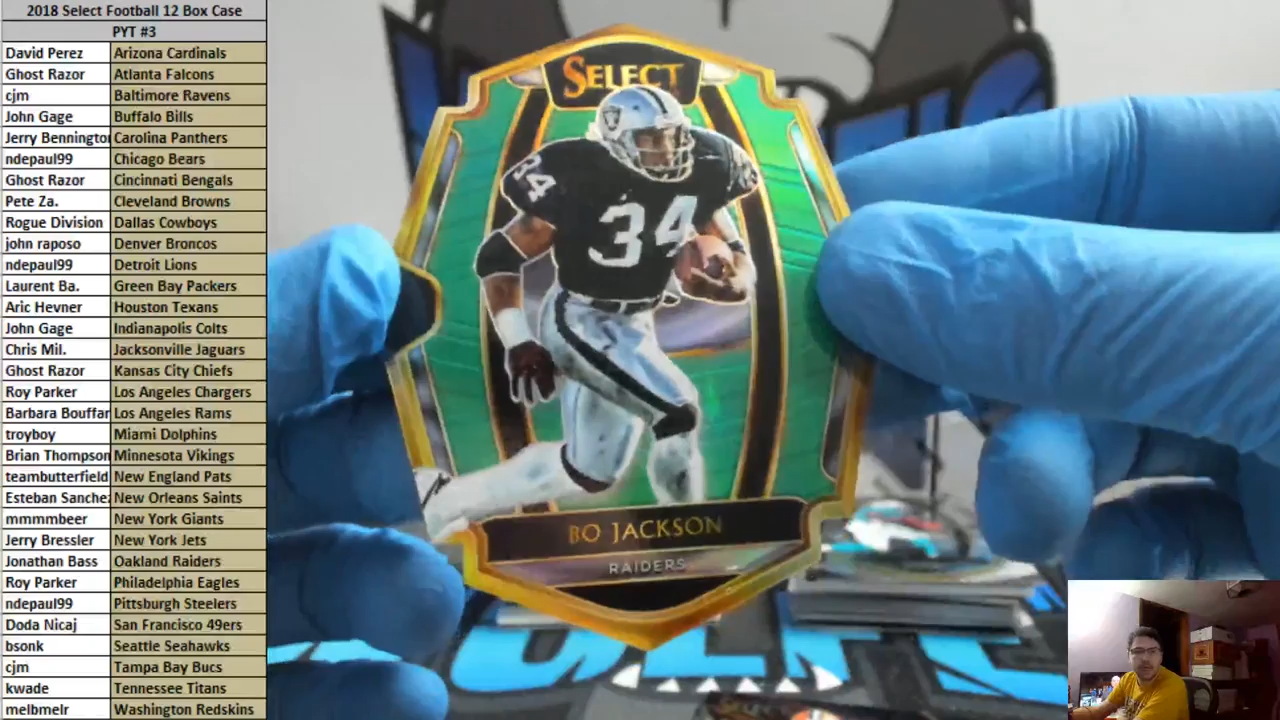 2018 Select Football 12 Box Case
PYT #3
David Perez Arizona Cardinals
Ghost Razor Atlanta Falcons
cjm Baltimore Ravens
John Gage Buffalo Bills
Jerry Bennington Carolina Panthers
ndepaul99 Chicago Bears
Ghost Razor Cincinnati Bengals
Pete Za. Cleveland Browns
Rogue Division Dallas Cowboys
john raposo Denver Broncos
ndepaul99 Detroit Lions
Laurent Ba. Green Bay Packers
Aric Hevner Houston Texans
John Gage Indianapolis Colts
Chris Mil. Jacksonville Jaguars
Ghost Razor Kansas City Chiefs
Roy Parker Los Angeles Chargers
Barbara Bouffar Los Angeles Rams
troyboy Miami Dolphins
Brian Thompson Minnesota Vikings
teambutterfield New England Pats
Esteban Sanchez New Orleans Saints
mmmmbeer New York Giants
Jerry Bressler New York Jets
Jonathan Bass Oakland Raiders
Roy Parker Philadelphia Eagles
ndepaul99 Pittsburgh Steelers
Doda Nicaj San Francisco 49ers
bsonk Seattle Seahawks
cjm Tampa Bay Bucs
kwade Tennessee Titans
melbmelr Washington Redskins
SELECT
34
34
BO JACKSON
RAIDERS